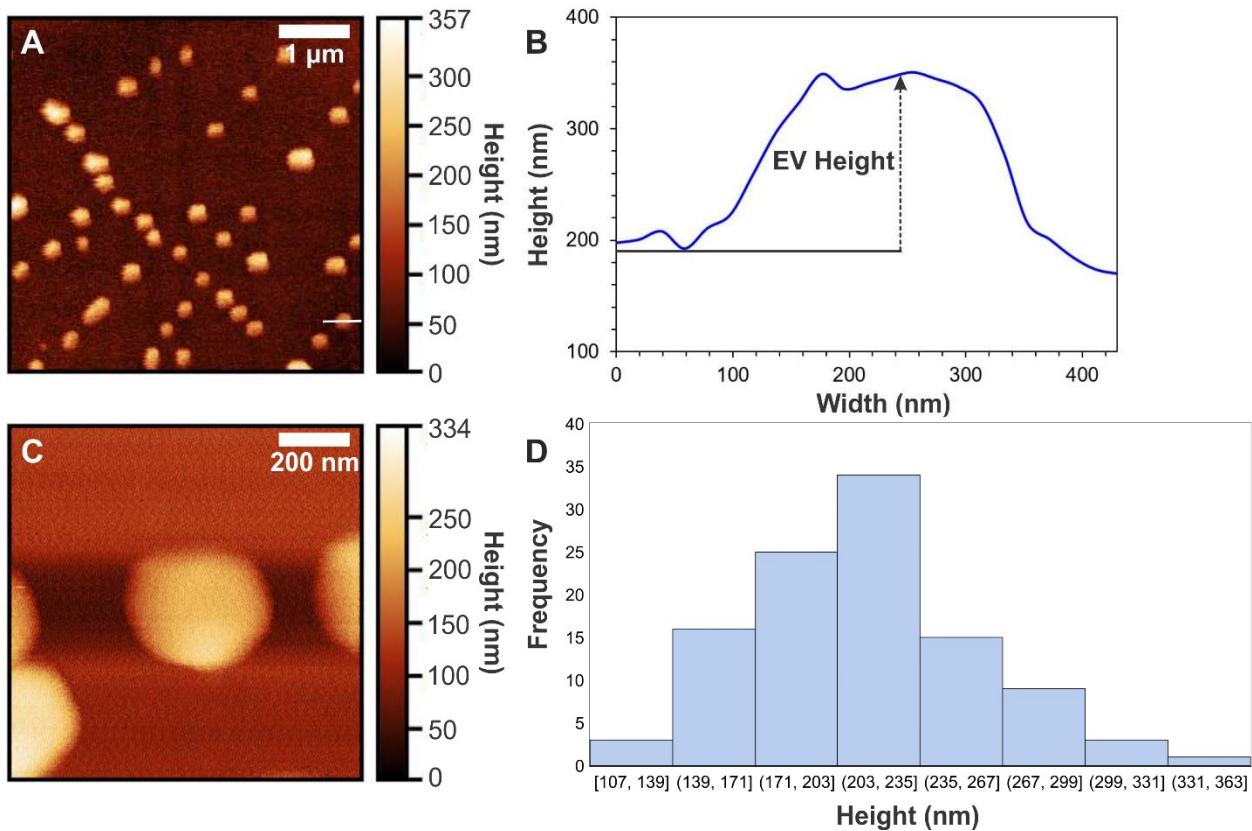 A
1 µm
357
300
250
200
150
100
50
0
Height (nm)
B
400
300
200
100
Height (nm)
EV Height
0
100
200
300
400
Width (nm)
C
200 nm
334
250
200
150
100
50
0
Height (nm)
D
40
35
30
25
20
15
10
5
0
Frequency
[107, 139] (139, 171] (171, 203] (203, 235] (235, 267] (267, 299] (299, 331] (331, 363]
Height (nm)